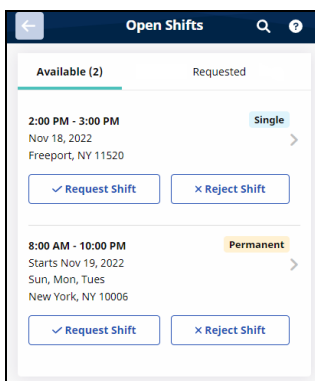 Open Shifts
Available (2)
Requested
2:00 PM - 3:00 PM
Single
Nov 18, 2022
Freeport, NY 11520
Request Shift
Reject Shift
8:00 AM - 10:00 PM
Permanent
Starts Nov 19, 2022
Sun, Mon, Tues
New York, NY 10006
Request Shift
Reject Shift